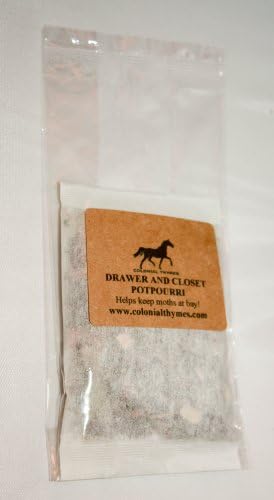 COLONIAL THYMES
DRAWER AND CLOSET
POTPOURRI
Helps keep moths at bay!
www.colonialthymes.com